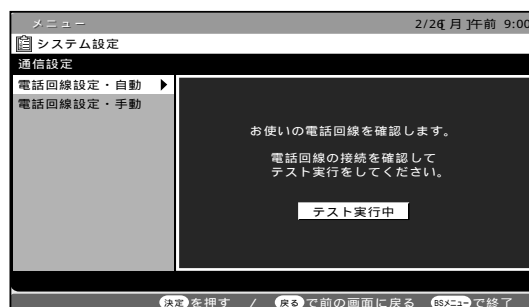 メニュー
2/26[月]午前 9:00
システム設定
通信設定
電話回線設定・自動
電話回線設定・手動
お使いの電話回線を確認します。
電話回線の接続を確認して
テスト実行をしてください。
テスト実行中
決定を押す / 戻るで前の画面に戻る BSメニューで終了